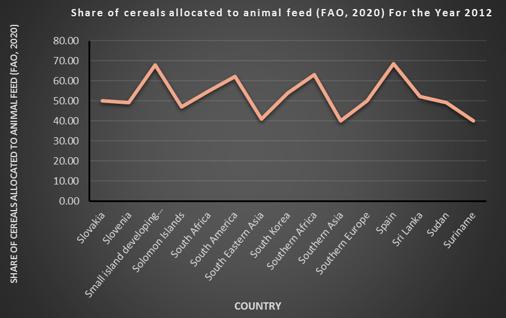 Share of cereals allocated to animal feed (FAO, 2020) For the Year 2012
SHARE OF CEREALS ALLOCATED TO ANIMAL FEED (FAO, 2020)
80.00
70.00
60.00
50.00
40.00
30.00
20.00
10.00
0.00
Slovakia
Slovenia
Small island developing...
Solomon Islands
South Africa
South America
South Eastern Asia
South Korea
Southern Africa
Southern Asia
Southern Europe
Spain
Sri Lanka
Sudan
Suriname
COUNTRY